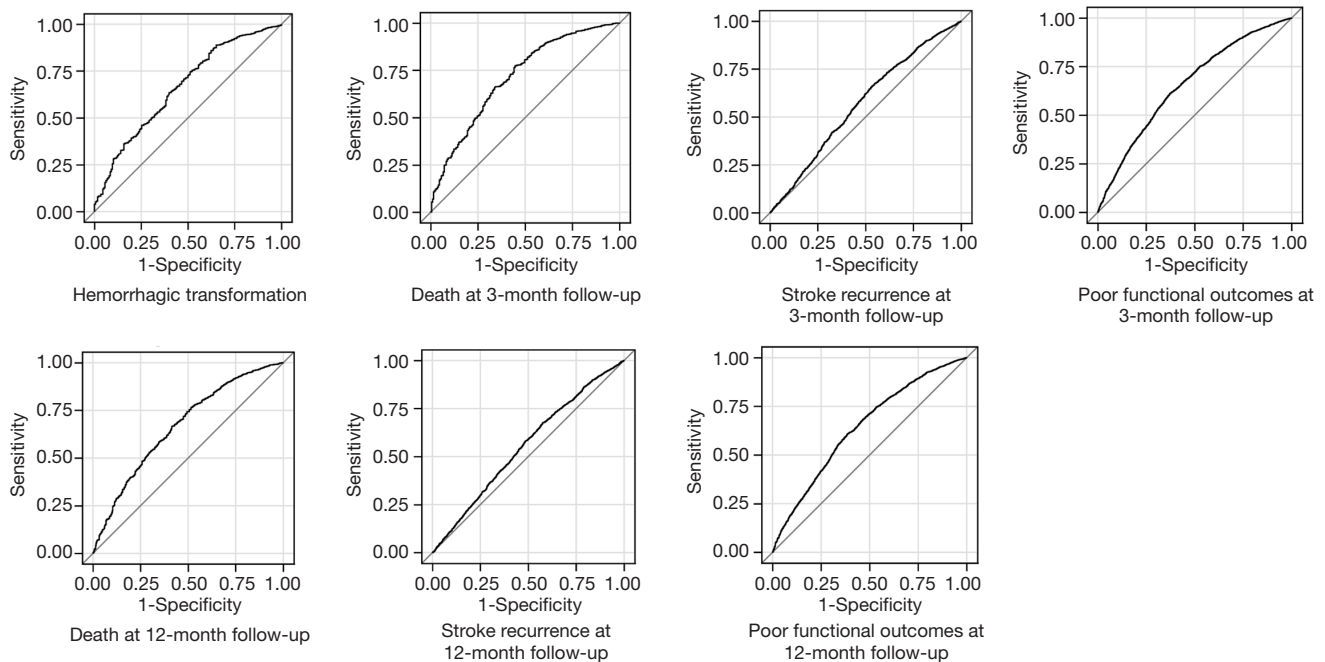 1.00
0.75
0.50
0.25
0.00
Sensitivity
0.00 0.25 0.50 0.75 1.00
1-Specificity
Hemorrhagic transformation
1.00
0.75
0.50
0.25
0.00
Sensitivity
0.00 0.25 0.50 0.75 1.00
1-Specificity
Death at 3-month follow-up
1.00
0.75
0.50
0.25
0.00
Sensitivity
0.00 0.25 0.50 0.75 1.00
1-Specificity
Stroke recurrence at
3-month follow-up
1.00
0.75
0.50
0.25
0.00
Sensitivity
0.00 0.25 0.50 0.75 1.00
1-Specificity
Poor functional outcomes at
3-month follow-up
1.00
0.75
0.50
0.25
0.00
Sensitivity
0.00 0.25 0.50 0.75 1.00
1-Specificity
Death at 12-month follow-up
1.00
0.75
0.50
0.25
0.00
Sensitivity
0.00 0.25 0.50 0.75 1.00
1-Specificity
Stroke recurrence at
12-month follow-up
1.00
0.75
0.50
0.25
0.00
Sensitivity
0.00 0.25 0.50 0.75 1.00
1-Specificity
Poor functional outcomes at
12-month follow-up